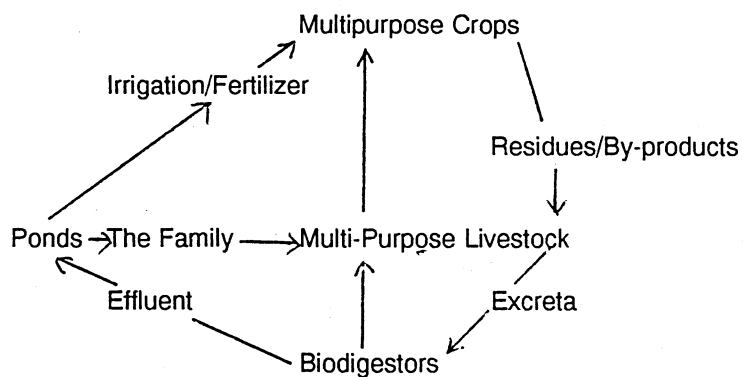 Multipurpose Crops
Irrigation/Fertilizer
Residues/By-products
Ponds
The Family
Multi-Purpose Livestock
Effluent
Excreta
Biodigestors